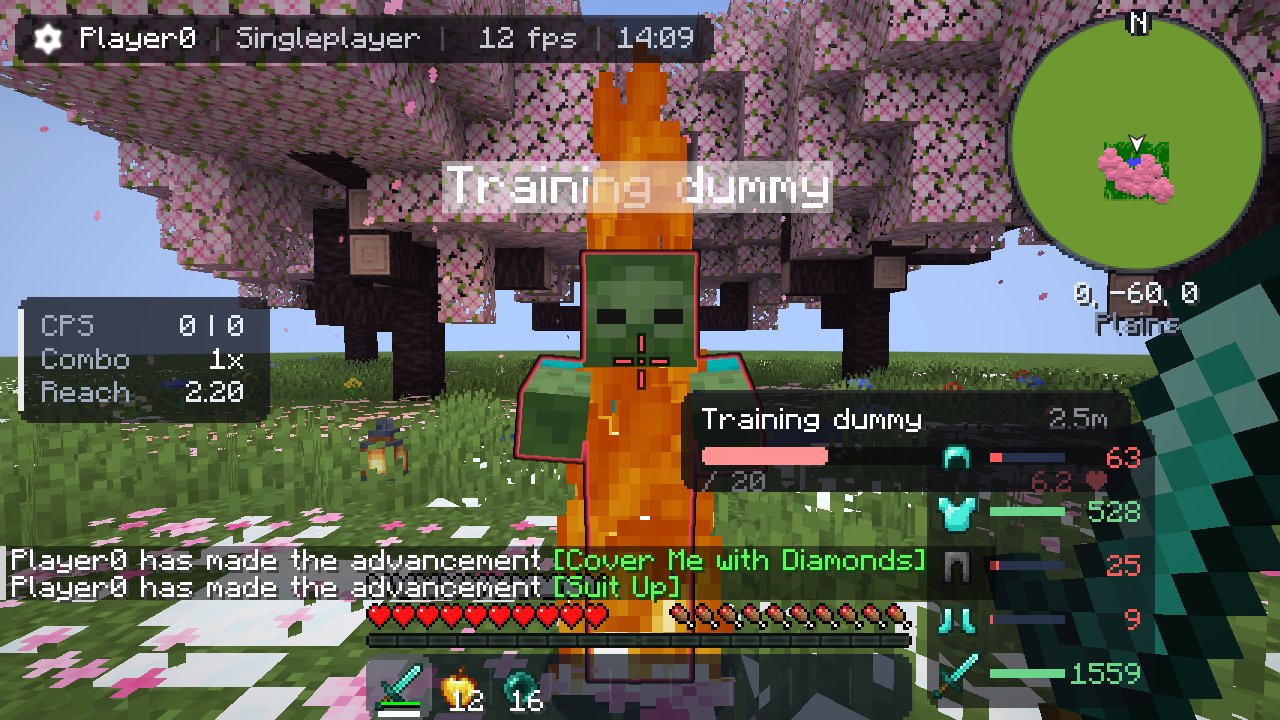 Player0 | Singleplayer | 12 fps | 14:09
N
Training dummy
0, -60, 0
Plains
CPS 0 | 0
Combo 1x
Reach 2.20
Training dummy 2.5m
63
/ 20 6.2
528
Player0 has made the advancement [Cover Me with Diamonds]
25
Player0 has made the advancement [Suit Up]
9
1559
12
16